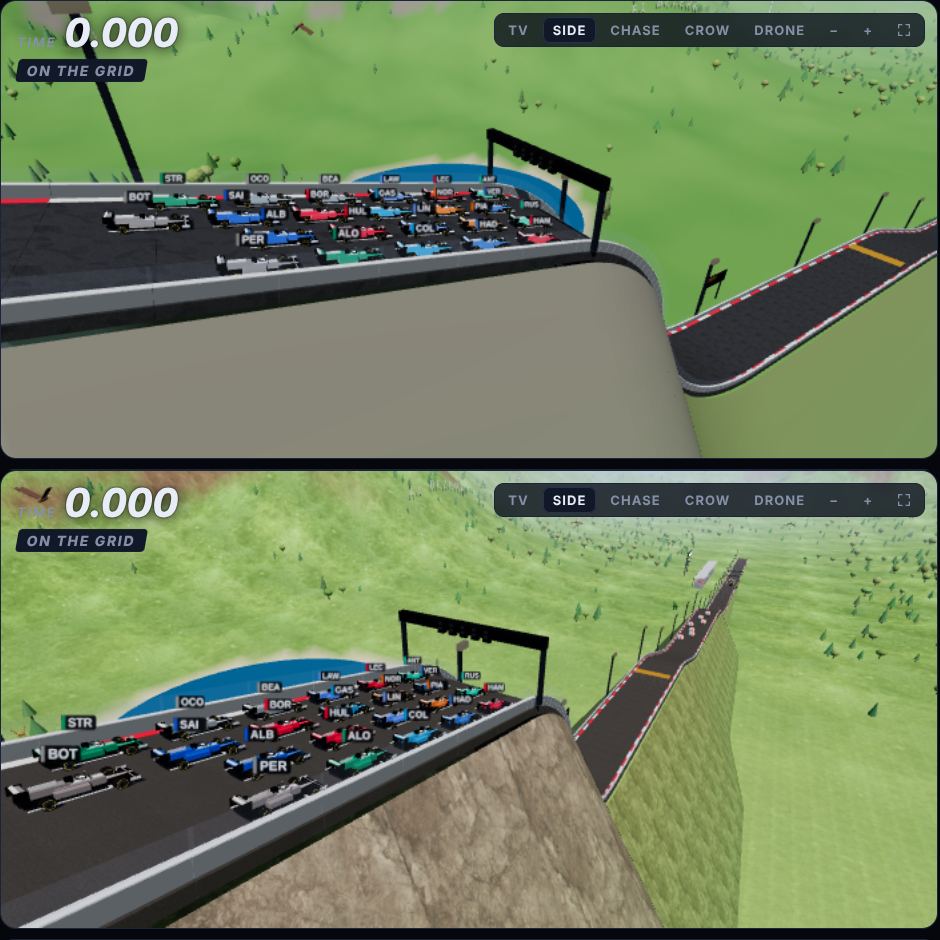 TIME 0.000
TV SIDE CHASE CROW DRONE − +
ON THE GRID
STR OCO BEA LAW LEC ANT
BOT SAI BOR GAS NOR VER
ALB HUL LIN PIA RUS
PER ALO COL HAD HAM
TIME 0.000
TV SIDE CHASE CROW DRONE − +
ON THE GRID
ANT
LEC VER
LAW NOR RUS
BEA GAS PIA HAM
OCO BOR LIN HAD
STR SAI HUL COL
BOT ALB ALO
PER